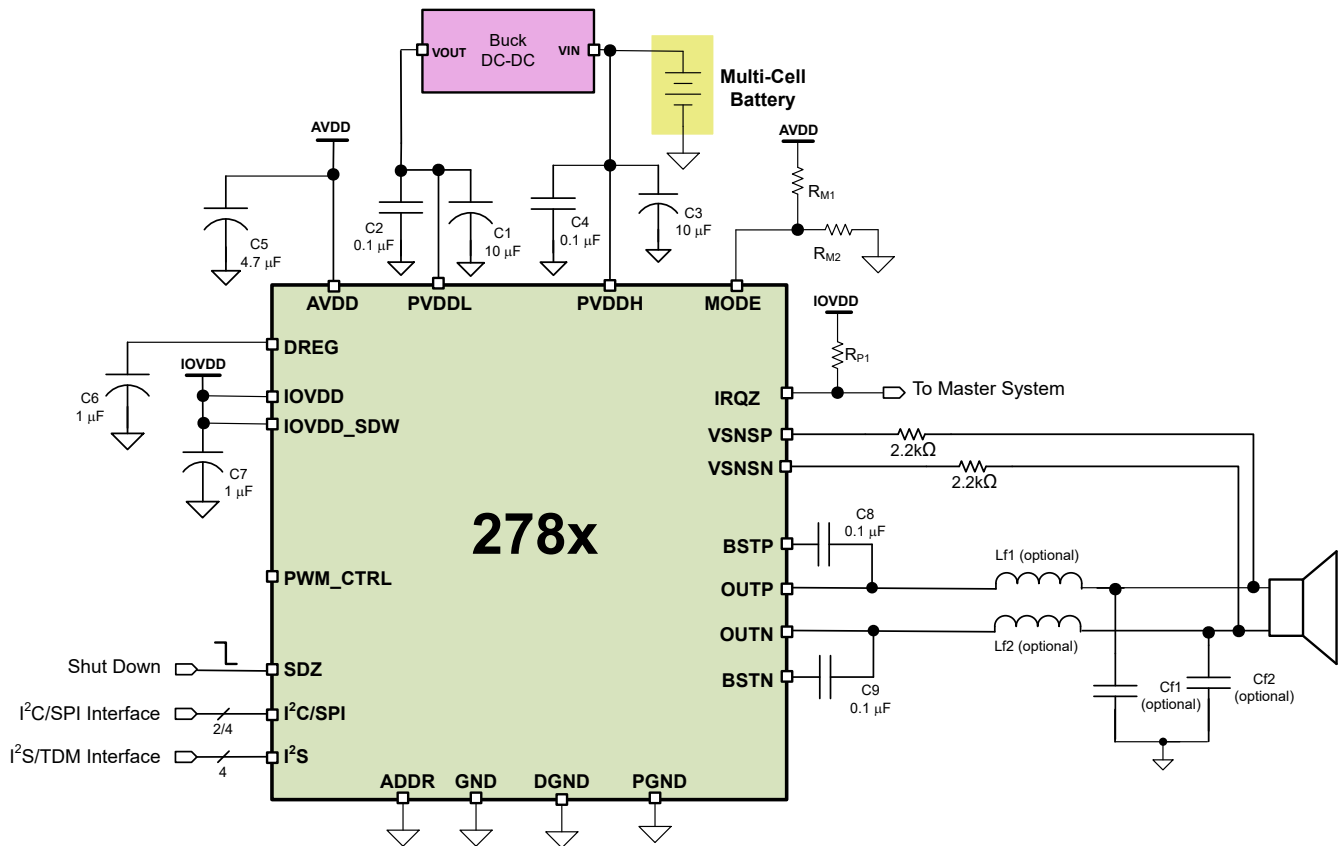 Buck
DC-DC
VOUT
VIN
Multi-Cell
Battery
AVDD
AVDD
R_M1
R_M2
C5
4.7 µF
C2
0.1 µF
C1
10 µF
C4
0.1 µF
C3
10 µF
AVDD
PVDDL
PVDDH
MODE
DREG
IOVDD
IOVDD
C6
1 µF
IOVDD
IOVDD_SDW
C7
1 µF
R_P1
IRQZ
To Master System
VSNSP
2.2kΩ
VSNSN
2.2kΩ
278x
C8
0.1 µF
BSTP
Lf1 (optional)
PWM_CTRL
OUTP
OUTN
Lf2 (optional)
Shut Down
SDZ
BSTN
C9
0.1 µF
Cf1
(optional)
Cf2
(optional)
I²C/SPI Interface
2/4
I²C/SPI
I²S/TDM Interface
4
I²S
ADDR
GND
DGND
PGND